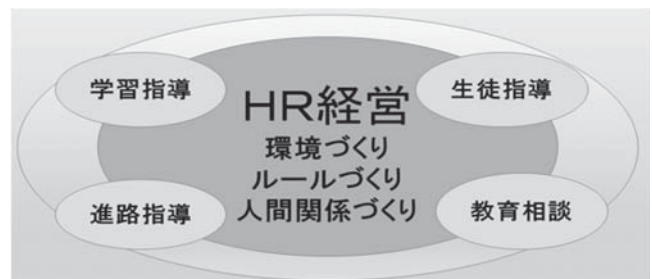 学習指導
生徒指導
HR経営
環境づくり
ルールづくり
人間関係づくり
進路指導
教育相談